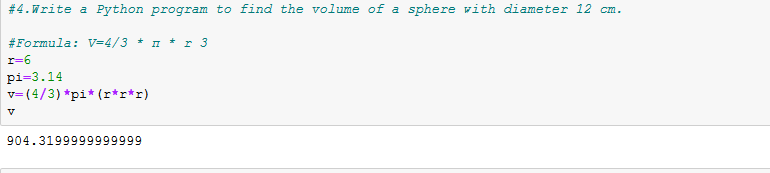 #4.Write a Python program to find the volume of a sphere with diameter 12 cm.
#Formula: V=4/3 * π * r 3
r=6
pi=3.14
v=(4/3)*pi*(r*r*r)
v
904.3199999999999